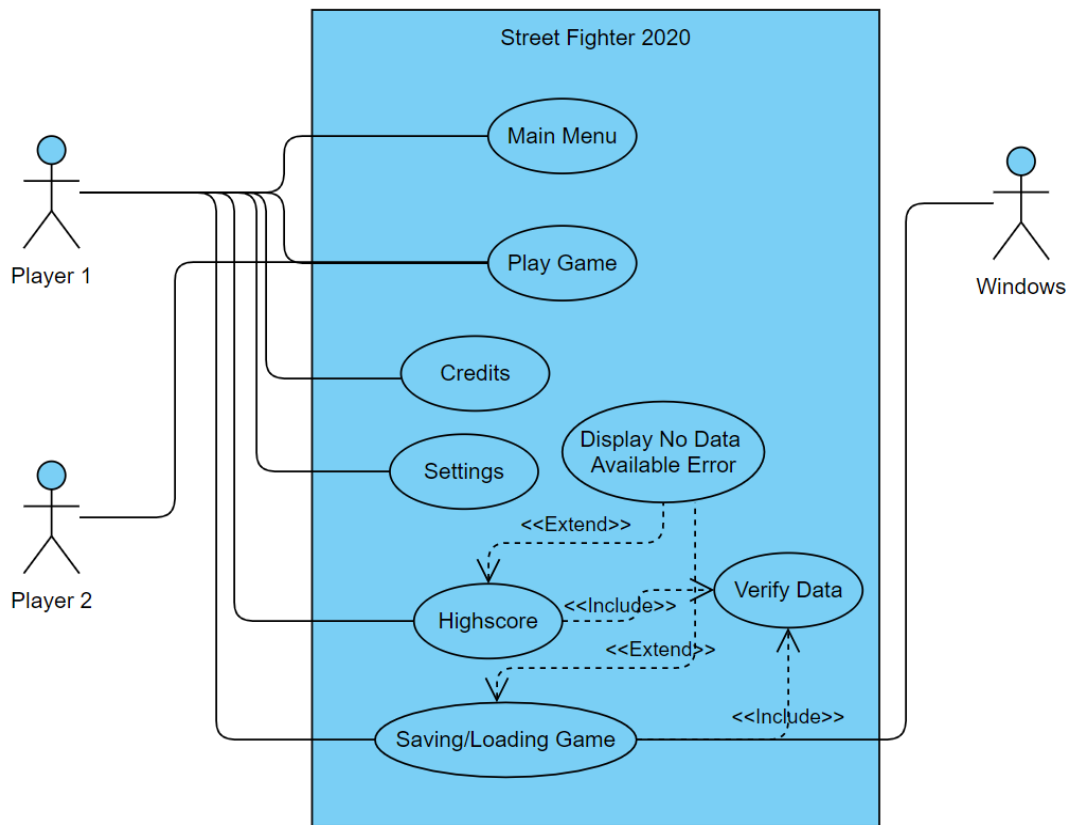 Street Fighter 2020
Main Menu
Player 1
Windows
Play Game
Credits
Display No Data
Available Error
Settings
<<Extend>>
Player 2
Verify Data
<<Include>>
Highscore
<<Extend>>
<<Include>>
Saving/Loading Game